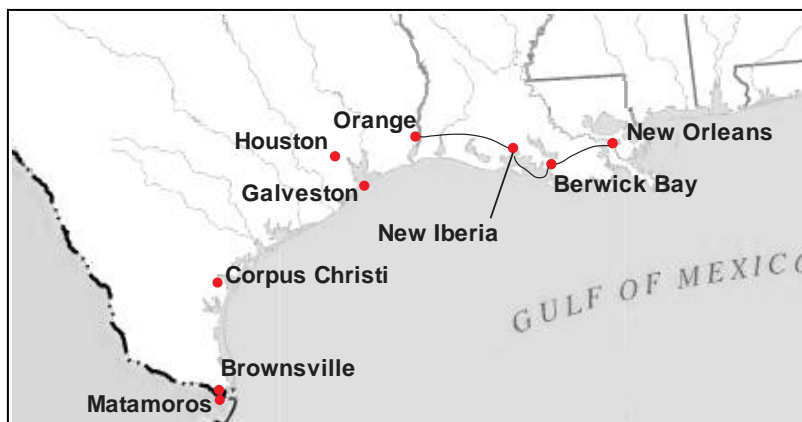 Orange
New Orleans
Houston
Galveston
Berwick Bay
New Iberia
Corpus Christi
GULF OF MEXICO
Brownsville
Matamoros